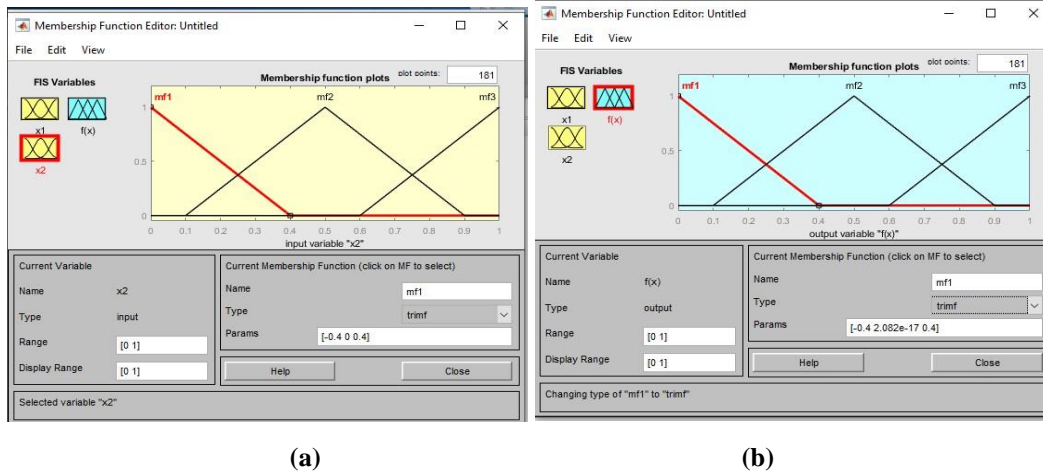 Membership Function Editor: Untitled
File Edit View
FIS Variables
x1
f(x)
x2
Membership function plots
plot points:
181
mf1
mf2
mf3
1
0.5
0
0 0.1 0.2 0.3 0.4 0.5 0.6 0.7 0.8 0.9 1
input variable "x2"
Current Variable
Name x2
Type input
Range [0 1]
Display Range [0 1]
Current Membership Function (click on MF to select)
Name mf1
Type trimf
Params [-0.4 0 0.4]
Help Close
Selected variable "x2"
(a)
Membership Function Editor: Untitled
File Edit View
FIS Variables
x1
f(x)
x2
Membership function plots
plot points:
181
mf1
mf2
mf3
1
0.5
0
0 0.1 0.2 0.3 0.4 0.5 0.6 0.7 0.8 0.9 1
output variable "f(x)"
Current Variable
Name f(x)
Type output
Range [0 1]
Display Range [0 1]
Current Membership Function (click on MF to select)
Name mf1
Type trimf
Params [-0.4 2.082e-17 0.4]
Help Close
Changing type of "mf1" to "trimf"
(b)